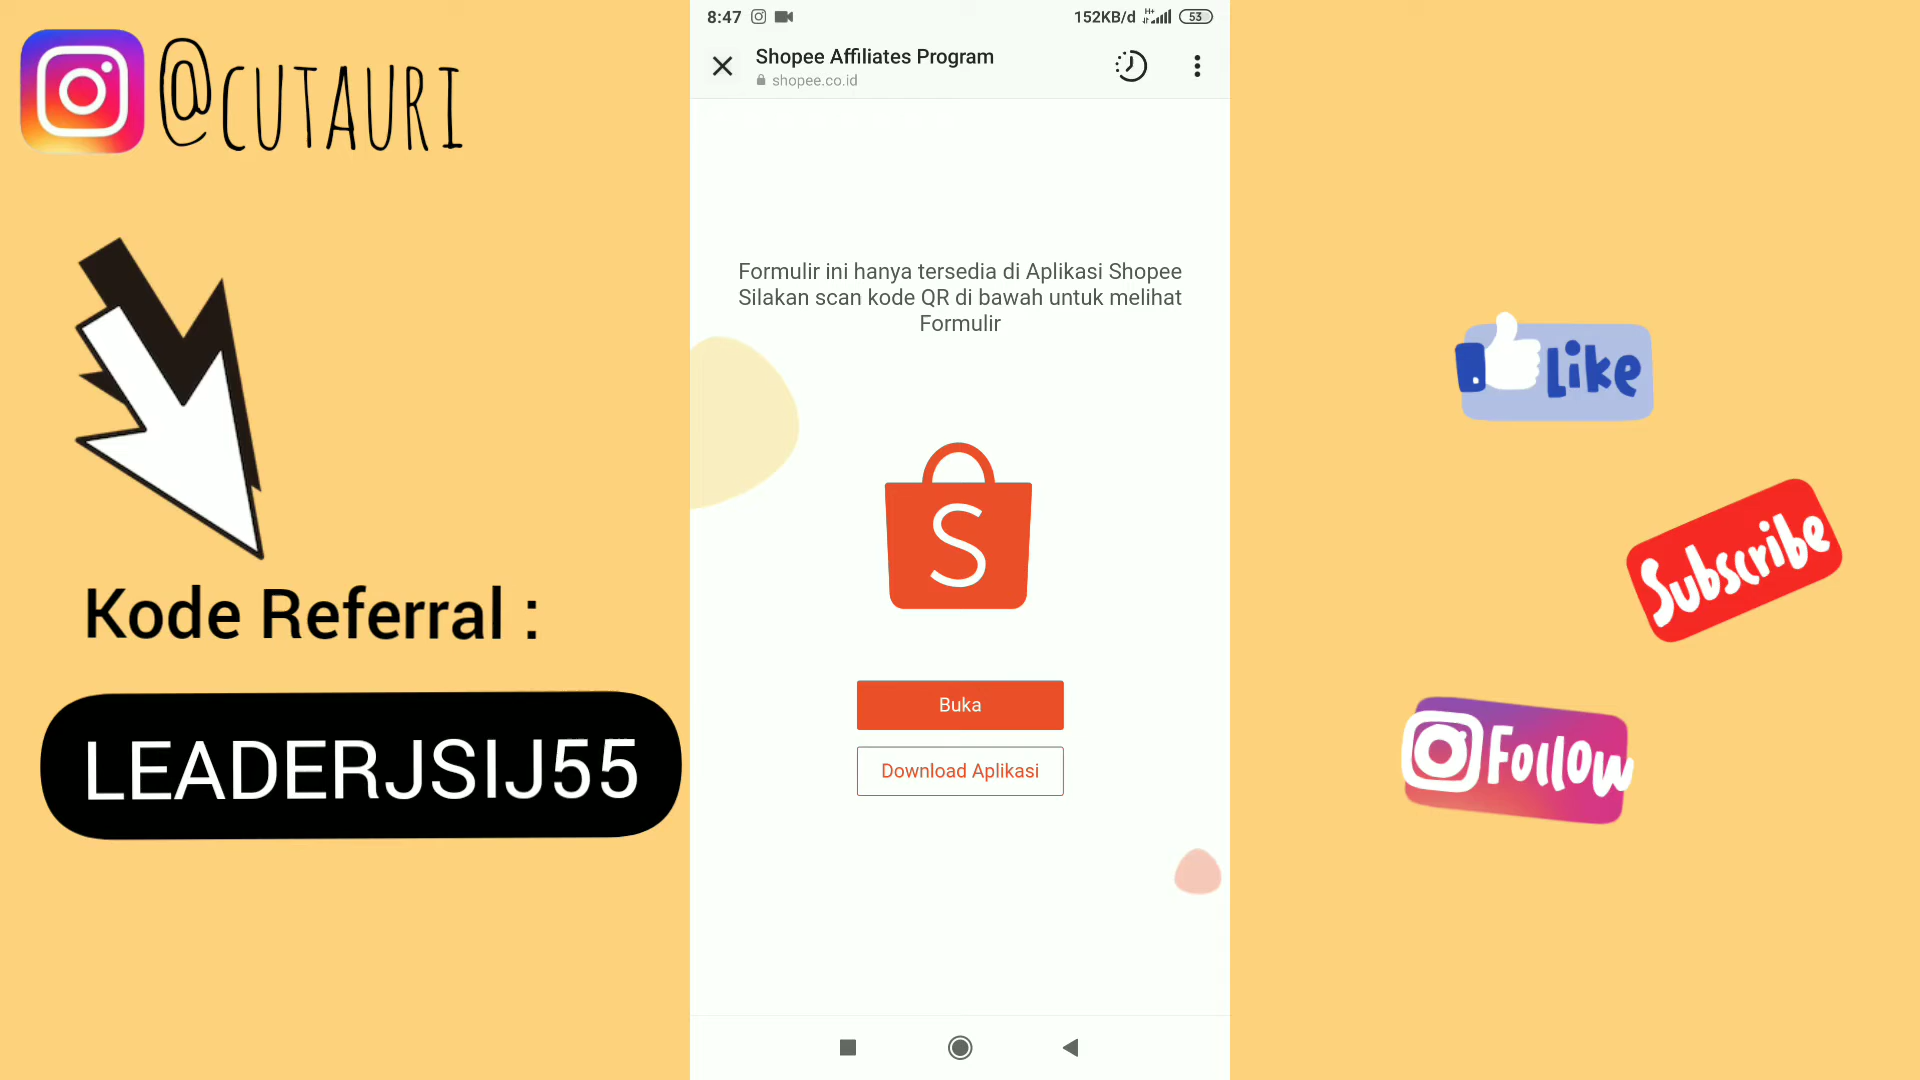 @CUTAURI
Kode Referral :
LEADERJSIJ55
8:47
152KB/d H+ 53
Shopee Affiliates Program
shopee.co.id
Formulir ini hanya tersedia di Aplikasi Shopee
Silakan scan kode QR di bawah untuk melihat
Formulir
S
Buka
Download Aplikasi
Like
Subscribe
Follow